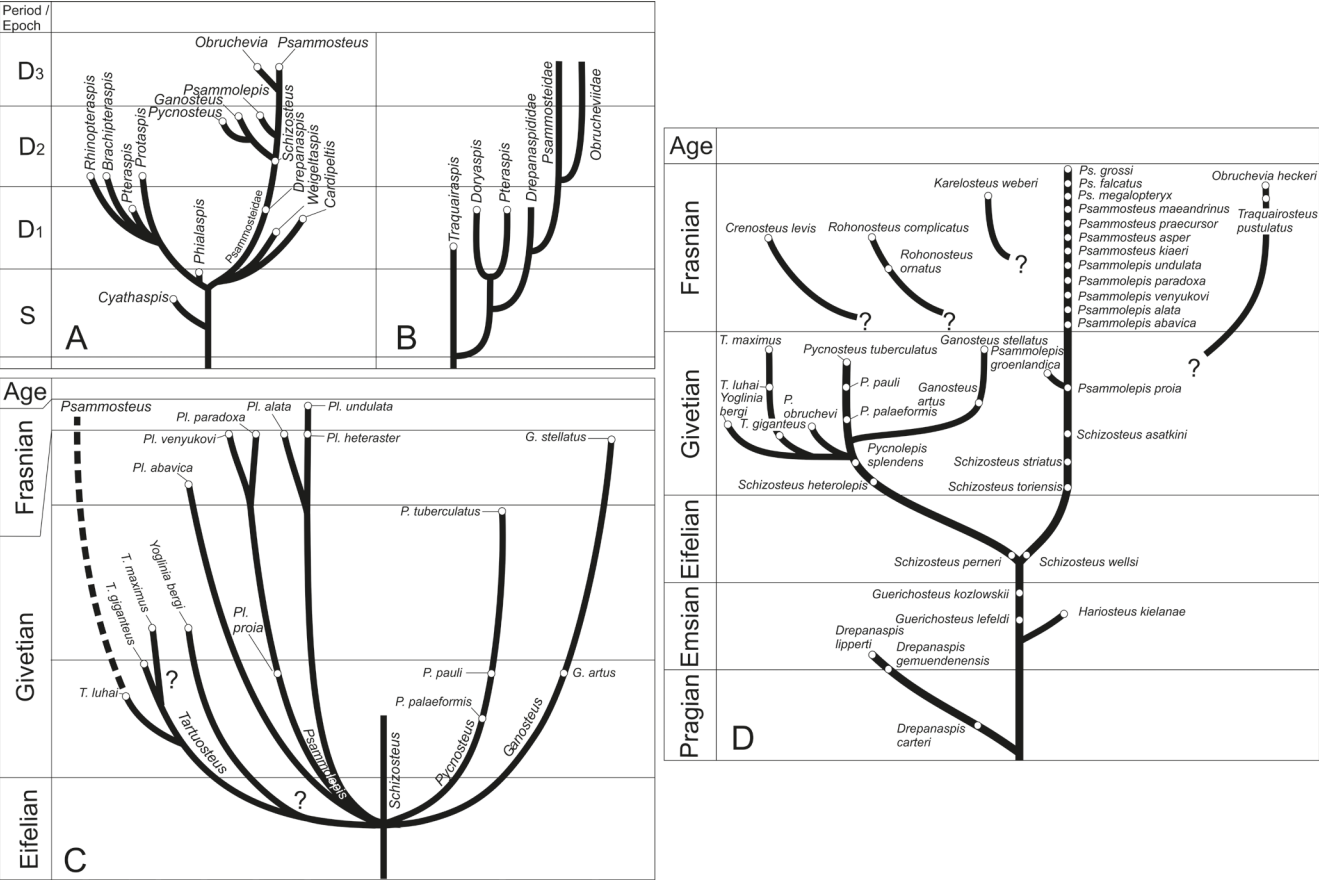 Period /
Epoch
D3
D2
D1
S
Obruchevia
Psammosteus
Psammolepis
Ganosteus
Pycnosteus
Schizosteus
Drepanaspis
Weigeltaspis
Cardipeltis
Rhinopteraspis
Brachipteraspis
Pteraspis
Protaspis
Phialaspis
Psammosteidae
Cyathaspis
A
Traquairaspis
Doryaspis
Pteraspis
Drepanaspididae
Psammosteidae
Obrucheviidae
B
Age
Frasnian
Givetian
Eifelian
Psammosteus
Pl. paradoxa
Pl. alata
Pl. undulata
Pl. venyukovi
Pl. heteraster
G. stellatus
Pl. abavica
P. tuberculatus
T. giganteus
T. maximus
Yoglinia bergi
?
Pl.
proia
T. luhai
P. pauli
G. artus
P. palaeformis
Tartuosteus
?
Psammolepis
Schizosteus
Pycnosteus
Ganosteus
C
Age
Frasnian
Givetian
Eifelian
Emsian
Pragian
Ps. grossi
Ps. falcatus
Ps. megalopteryx
Psammosteus maeandrinus
Psammosteus praecursor
Psammosteus asper
Psammosteus kiaeri
Psammolepis undulata
Psammolepis paradoxa
Psammolepis venyukovi
Psammolepis alata
Psammolepis abavica
Karelosteus weberi
?
Obruchevia heckeri
Traquairosteus
pustulatus
?
Crenosteus levis
?
Rohonosteus complicatus
Rohonosteus
ornatus
?
T. maximus
Pycnosteus tuberculatus
Ganosteus stellatus
Psammolepis
groenlandica
T. luhai
Yoglinia
bergi
T. giganteus
P.
obruchevi
P. pauli
P. palaeformis
Ganosteus
artus
Psammolepis proia
Schizosteus asatkini
Pycnolepis
splendens
Schizosteus striatus
Schizosteus heterolepis
Schizosteus toriensis
Schizosteus perneri
Schizosteus wellsi
Guerichosteus kozlowskii
Guerichosteus lefeldi
Hariosteus kielanae
Drepanaspis
lipperti
Drepanaspis
gemuendenensis
Drepanaspis
carteri
D